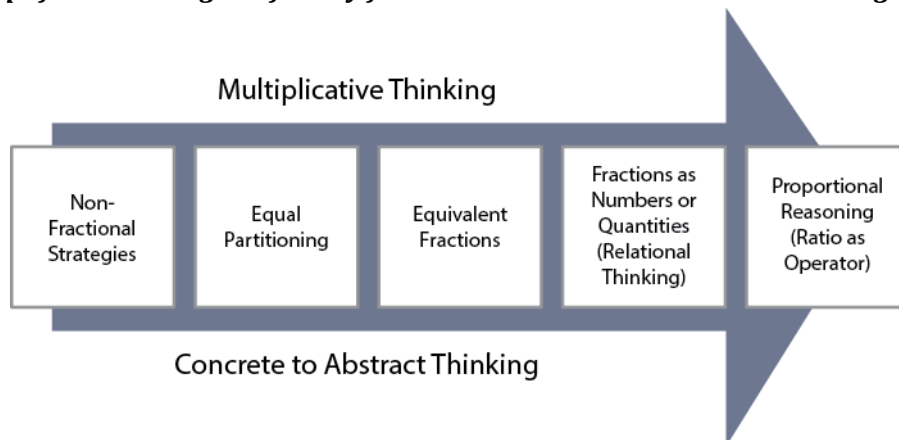 Multiplicative Thinking
Non-
Fractional
Strategies
Equal
Partitioning
Equivalent
Fractions
Fractions as
Numbers or
Quantities
(Relational
Thinking)
Proportional
Reasoning
(Ratio as
Operator)
Concrete to Abstract Thinking